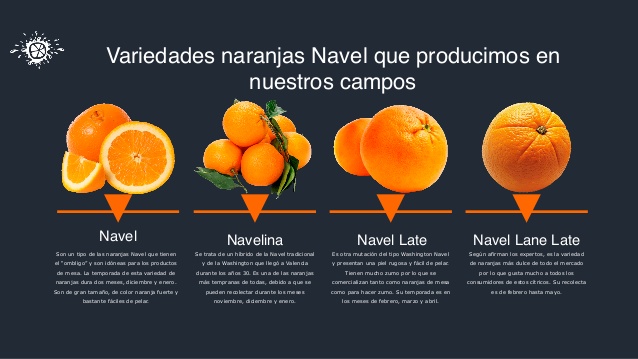 Variedades naranjas Navel que producimos en
nuestros campos
Navel
Son un tipo de las naranjas Navel que tienen
el "ombligo" y son idóneas para los productos
de mesa. La temporada de esta variedad de
naranjas dura dos meses, diciembre y enero.
Son de gran tamaño, de color naranja fuerte y
bastante fáciles de pelar.
Navelina
Se trata de un híbrido de la Navel tradicional
y de la Washington que llegó a Valencia
durante los años 30. Es una de las naranjas
más tempranas de todas, debido a que se
pueden recolectar durante los meses
noviembre, diciembre y enero.
Navel Late
Es otra mutación del tipo Washington Navel
y presentan una piel rugosa y fácil de pelar.
Tienen mucho zumo por lo que se
comercializan tanto como naranjas de mesa
como para hacer zumo. Su temporada es en
los meses de febrero, marzo y abril.
Navel Lane Late
Según afirman los expertos, es la variedad
de naranjas más dulce de todo el mercado
por lo que gusta mucho a todos los
consumidores de estos cítricos. Su recolecta
es de febrero hasta mayo.